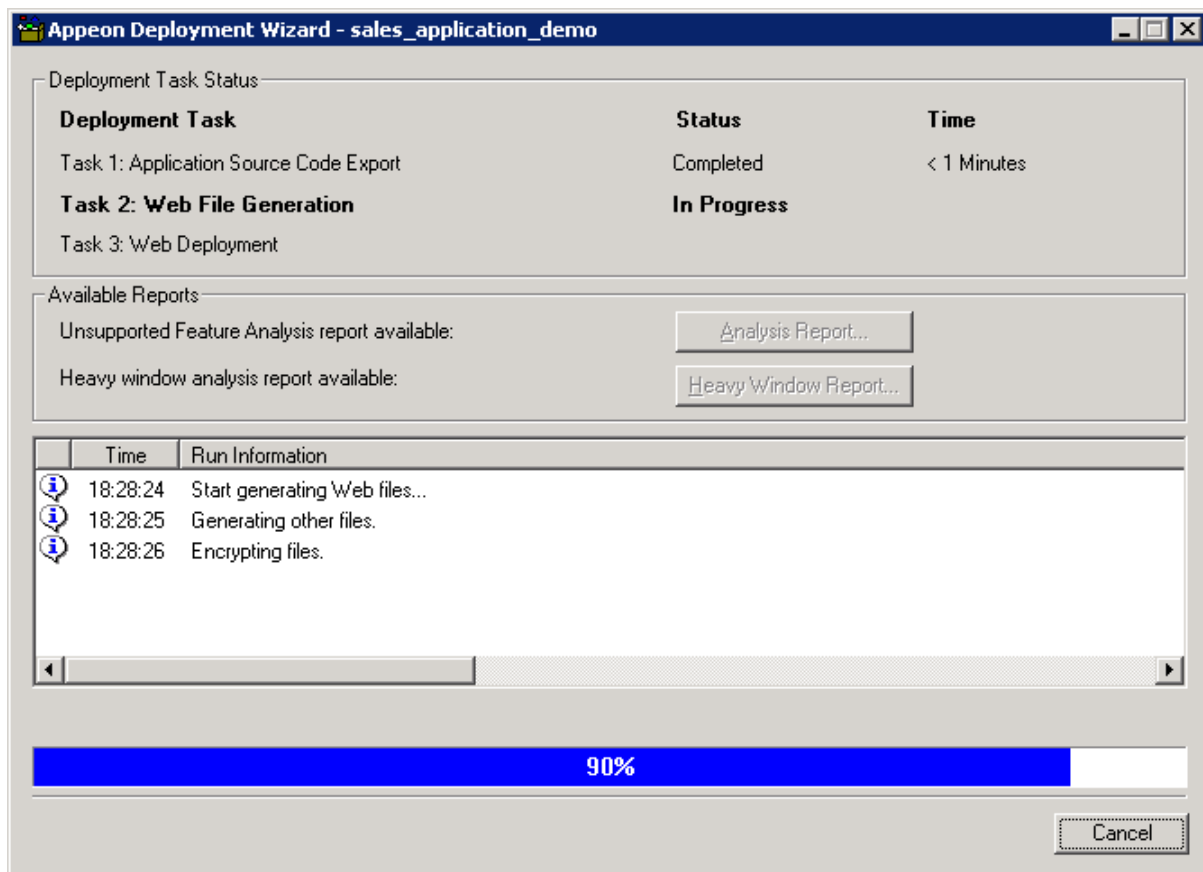 Appeon Deployment Wizard - sales_application_demo
Deployment Task Status
Deployment Task Status Time
Task 1: Application Source Code Export Completed < 1 Minutes
Task 2: Web File Generation In Progress
Task 3: Web Deployment
Available Reports
Unsupported Feature Analysis report available: Analysis Report...
Heavy window analysis report available: Heavy Window Report...
Time Run Information
18:28:24 Start generating Web files...
18:28:25 Generating other files.
18:28:26 Encrypting files.
90%
Cancel